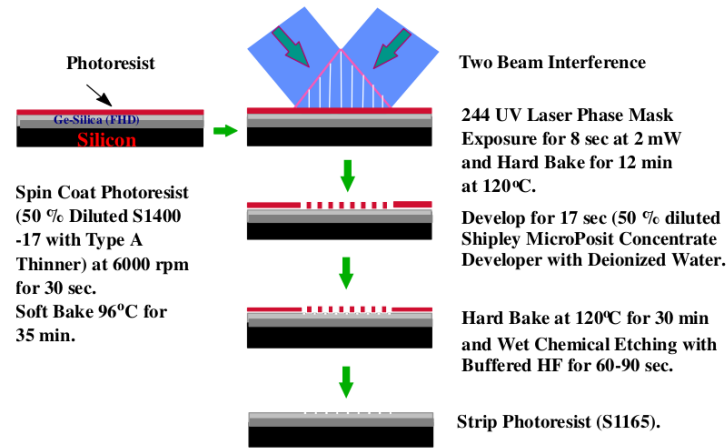 Photoresist
Ge-Silica (FHD)
Silicon
Spin Coat Photoresist
(50 % Diluted S1400
-17 with Type A
Thinner) at 6000 rpm
for 30 sec.
Soft Bake 96°C for
35 min.
Two Beam Interference
244 UV Laser Phase Mask
Exposure for 8 sec at 2 mW
and Hard Bake for 12 min
at 120°C.
Develop for 17 sec (50 % diluted
Shipley MicroPosit Concentrate
Developer with Deionized Water.
Hard Bake at 120°C for 30 min
and Wet Chemical Etching with
Buffered HF for 60-90 sec.
Strip Photoresist (S1165).